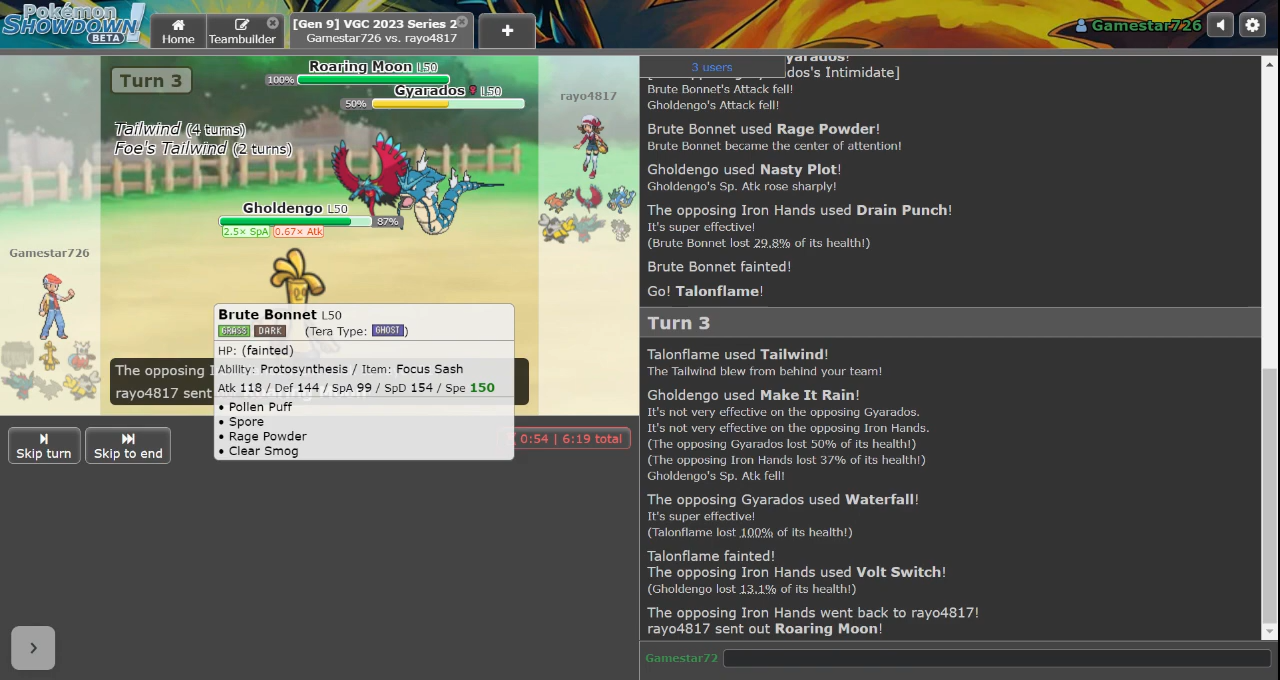 Pokémon
SHOWDOWN!
BETA
Home
Teambuilder
[Gen 9] VGC 2023 Series 2
Gamestar726 vs. rayo4817
+
Gamestar726
Turn 3
Roaring Moon L50
100%
Gyarados L50
50%
Tailwind (4 turns)
Foe's Tailwind (2 turns)
rayo4817
Gholdengo L50
87%
2.5× SpA 0.67× Atk
Gamestar726
The opposing I
rayo4817 sent
Brute Bonnet L50
GRASS DARK (Tera Type: GHOST)
HP: (fainted)
Ability: Protosynthesis / Item: Focus Sash
Atk 118 / Def 144 / SpA 99 / SpD 154 / Spe 150
• Pollen Puff
• Spore
• Rage Powder
• Clear Smog
Skip turn
Skip to end
0:54 | 6:19 total
3 users
yarados!
dos's Intimidate]
Brute Bonnet's Attack fell!
Gholdengo's Attack fell!
Brute Bonnet used Rage Powder!
Brute Bonnet became the center of attention!
Gholdengo used Nasty Plot!
Gholdengo's Sp. Atk rose sharply!
The opposing Iron Hands used Drain Punch!
It's super effective!
(Brute Bonnet lost 29.8% of its health!)
Brute Bonnet fainted!
Go! Talonflame!
Turn 3
Talonflame used Tailwind!
The Tailwind blew from behind your team!
Gholdengo used Make It Rain!
It's not very effective on the opposing Gyarados.
It's not very effective on the opposing Iron Hands.
(The opposing Gyarados lost 50% of its health!)
(The opposing Iron Hands lost 37% of its health!)
Gholdengo's Sp. Atk fell!
The opposing Gyarados used Waterfall!
It's super effective!
(Talonflame lost 100% of its health!)
Talonflame fainted!
The opposing Iron Hands used Volt Switch!
(Gholdengo lost 13.1% of its health!)
The opposing Iron Hands went back to rayo4817!
rayo4817 sent out Roaring Moon!
Gamestar72